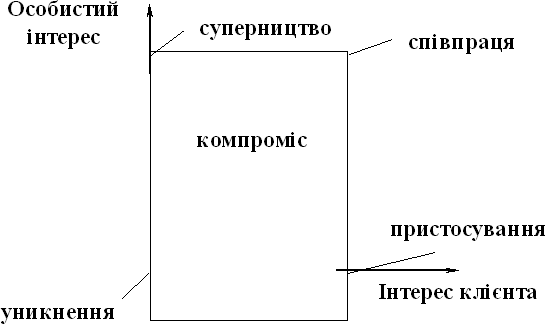 Особистий
інтерес
суперництво
співпраця
компроміс
пристосування
Інтерес клієнта
уникнення